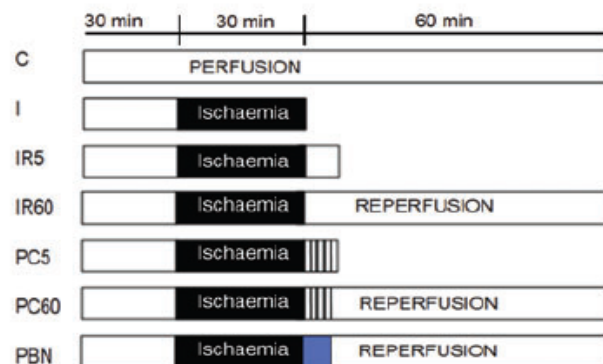 30 min 30 min 60 min
C PERFUSION
I Ischaemia
IR5 Ischaemia
IR60 Ischaemia REPERFUSION
PC5 Ischaemia
PC60 Ischaemia REPERFUSION
PBN Ischaemia REPERFUSION